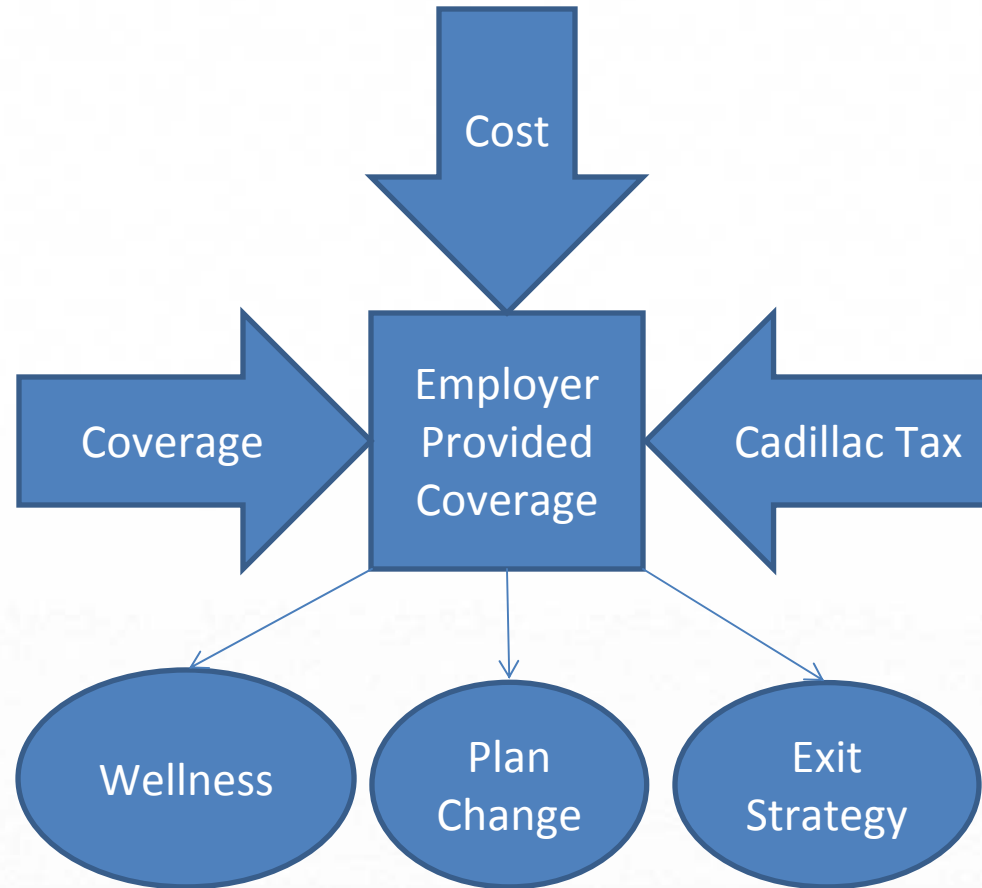 Cost
Coverage
Employer
Provided
Coverage
Cadillac Tax
Wellness
Plan
Change
Exit
Strategy